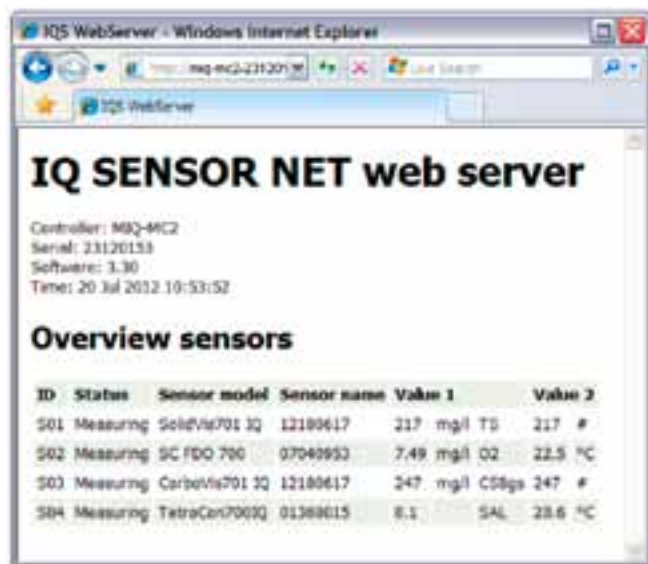 IQS WebServer - Windows Internet Explorer
Live Search
IQS WebServer
IQ SENSOR NET web server
Controller: MIQ-MC2
Serial: 23120153
Software: 3.30
Time: 20 Jul 2012 10:53:52
Overview sensors
ID Status Sensor model Sensor name Value 1 Value 2
S01 Measuring SolidVis701 IQ 12180617 217 mg/l TS 217 #
S02 Measuring SC FDO 700 07040953 7.49 mg/l O2 22.5 °C
S03 Measuring CarboVis701 IQ 12180617 247 mg/l CSBgs 247 #
S04 Measuring TetraCon700IQ 8.1 SAL °C